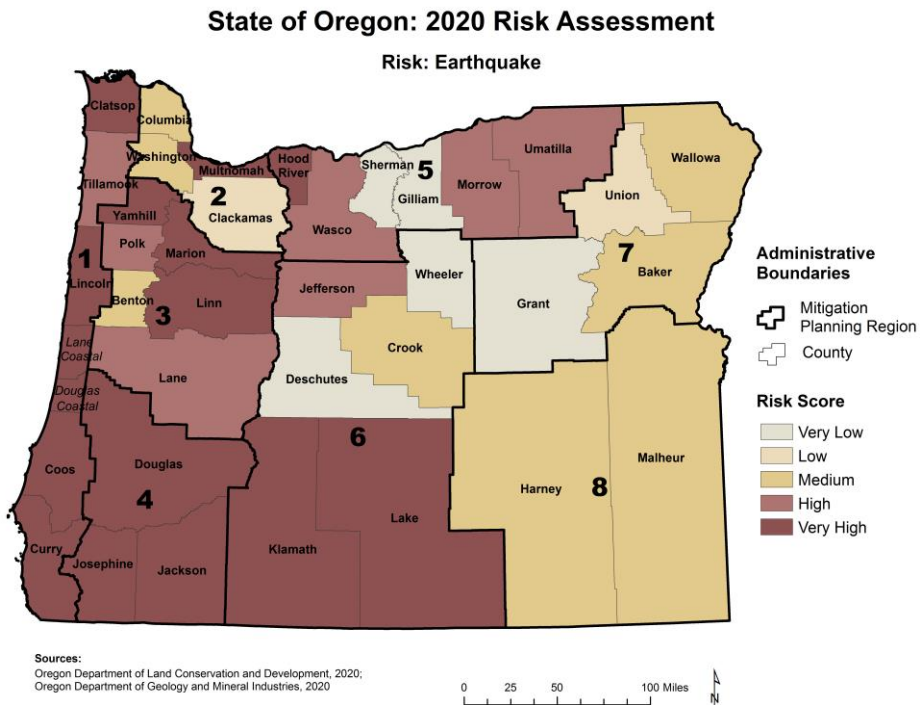 State of Oregon: 2020 Risk Assessment
Risk: Earthquake
Clatsop
Columbia
Washington
Tillamook
Multnomah
Hood
River
Sherman
5
Gilliam
Morrow
Umatilla
Wallowa
Union
2
Clackamas
Wasco
Yamhill
Polk
Marion
1
Lincoln
Benton
3
Linn
Jefferson
Wheeler
Grant
7
Baker
Lane
Coastal
Lane
Crook
Deschutes
Douglas
Coastal
6
Coos
Douglas
4
Curry
Josephine
Jackson
Klamath
Lake
Harney
8
Malheur
Administrative
Boundaries
Mitigation
Planning Region
County
Risk Score
Very Low
Low
Medium
High
Very High
Sources:
Oregon Department of Land Conservation and Development, 2020;
Oregon Department of Geology and Mineral Industries, 2020
0 25 50 100 Miles
N